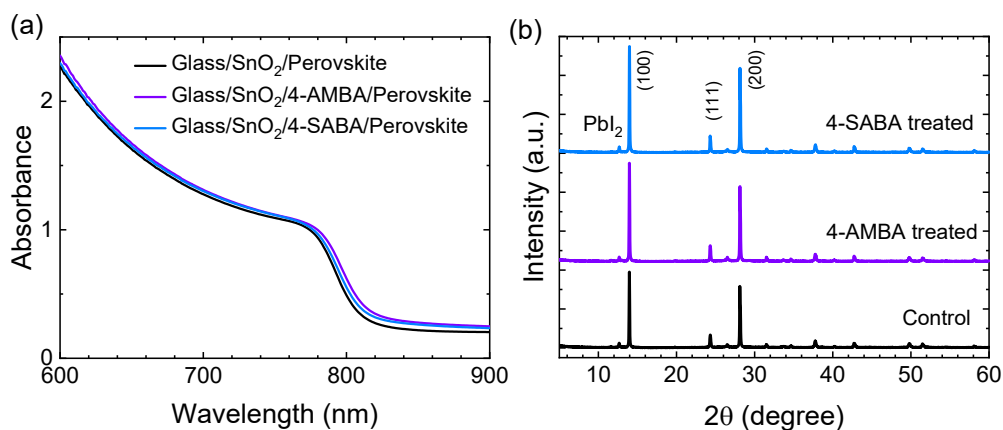 (a)
Absorbance
2
1
0
Glass/SnO₂/Perovskite
Glass/SnO₂/4-AMBA/Perovskite
Glass/SnO₂/4-SABA/Perovskite
600 700 800 900
Wavelength (nm)
(b)
Intensity (a.u.)
PbI₂
(100)
(111)
(200)
4-SABA treated
4-AMBA treated
Control
10 20 30 40 50 60
2θ (degree)